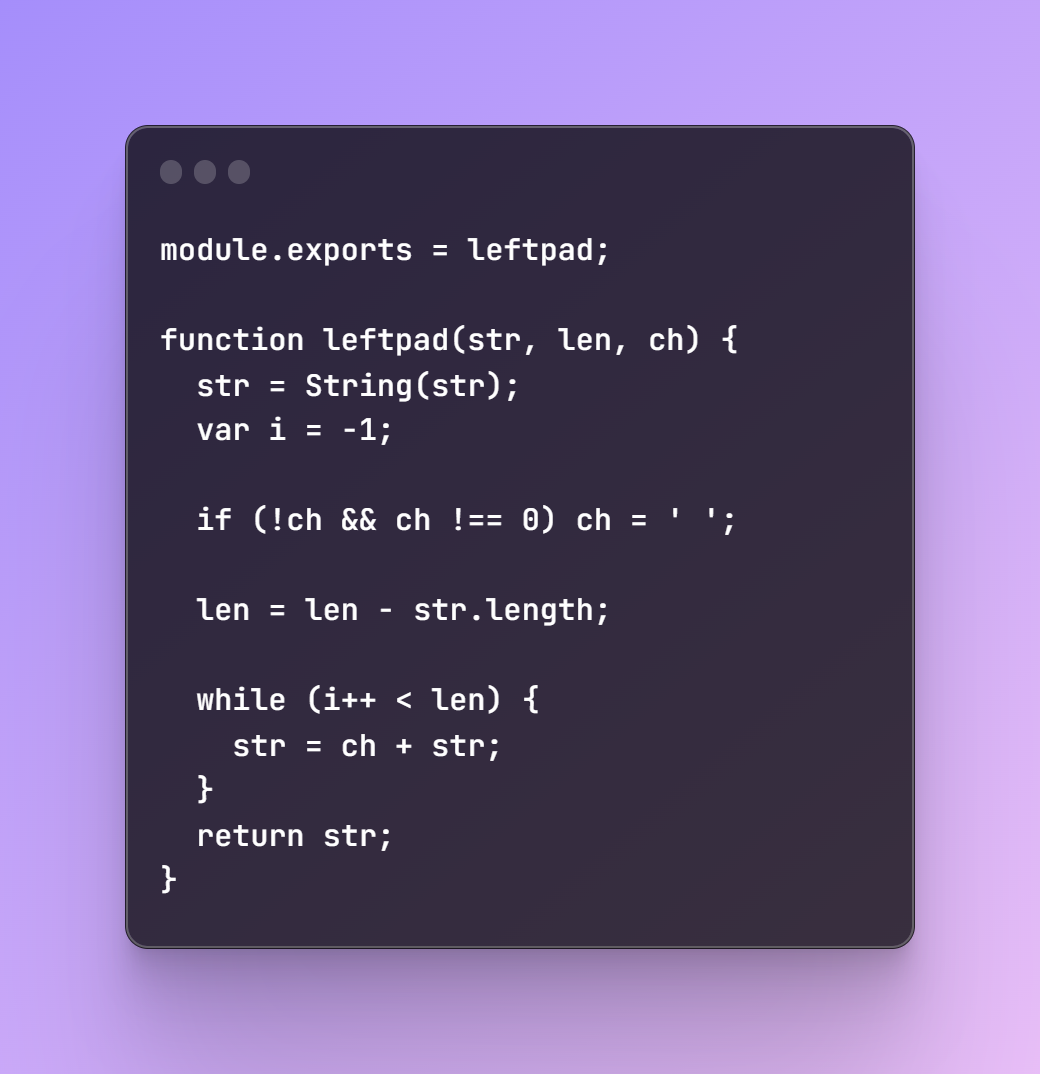 module.exports = leftpad;

function leftpad(str, len, ch) {
  str = String(str);
  var i = -1;

  if (!ch && ch !== 0) ch = ' ';

  len = len - str.length;

  while (i++ < len) {
    str = ch + str;
  }
  return str;
}